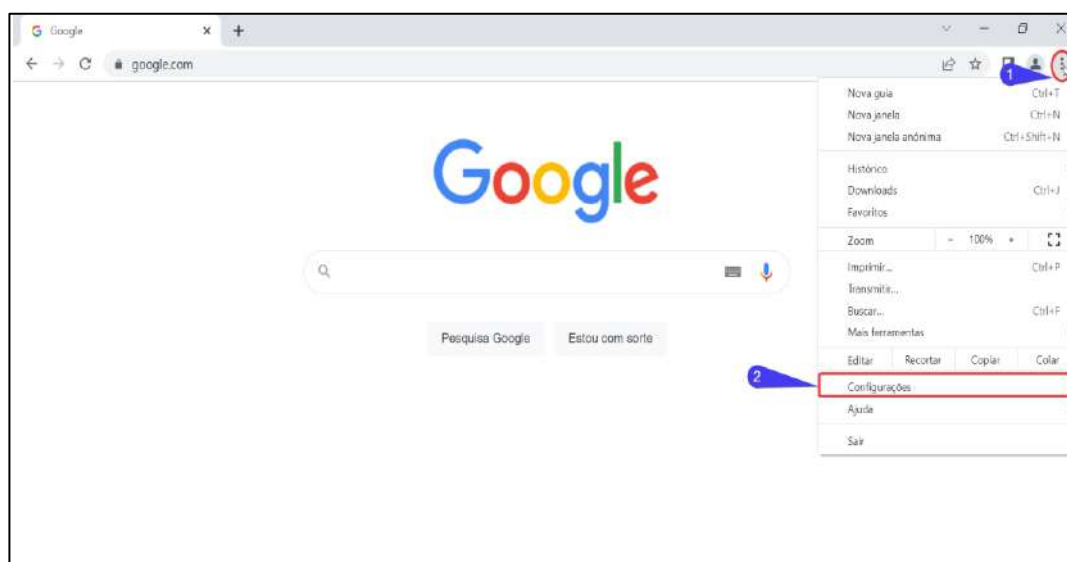 Google
google.com
1
Nova guia Ctrl+T
Nova janela Ctrl+N
Nova janela anônima Ctrl+Shift+N
Histórico
Downloads Ctrl+J
Favoritos
Zoom - 100% +
Imprimir... Ctrl+P
Transmitir...
Buscar... Ctrl+F
Mais ferramentas
Editar Recortar Copiar Colar
2
Configurações
Ajuda
Sair
Google
Pesquisa Google Estou com sorte